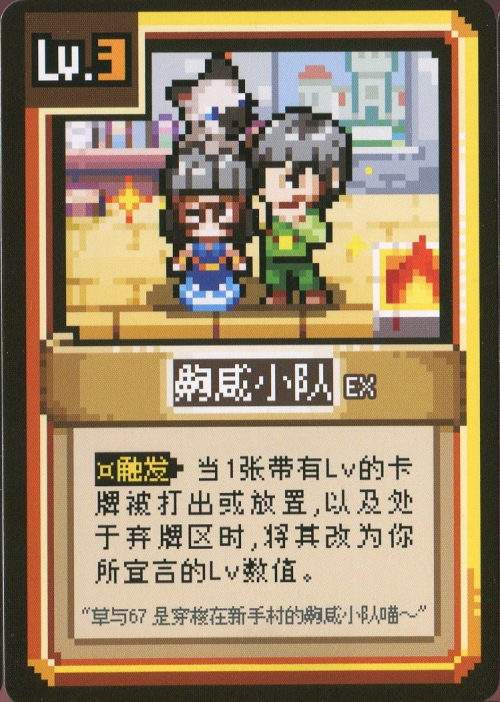 Lv.3
齁咸小队 EX
触发 当1张带有Lv的卡
牌被打出或放置,以及处
于弃牌区时,将其改为你
所宣言的Lv数值。
“草与67 是穿梭在新手村的齁咸小队喵~”